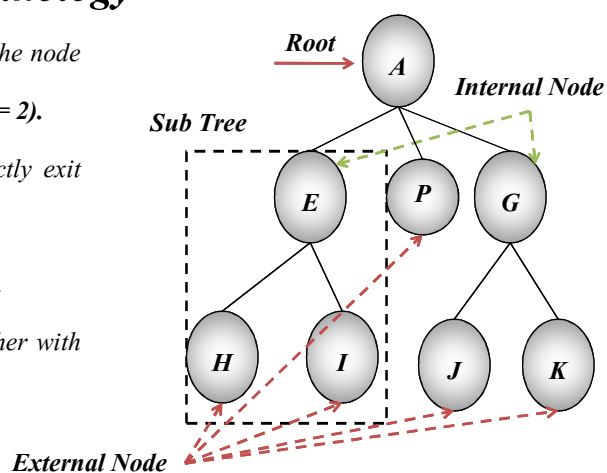 he node
= 2).
ctly exit
her with
Root
A
Internal Node
Sub Tree
E
P
G
H
I
J
K
External Node